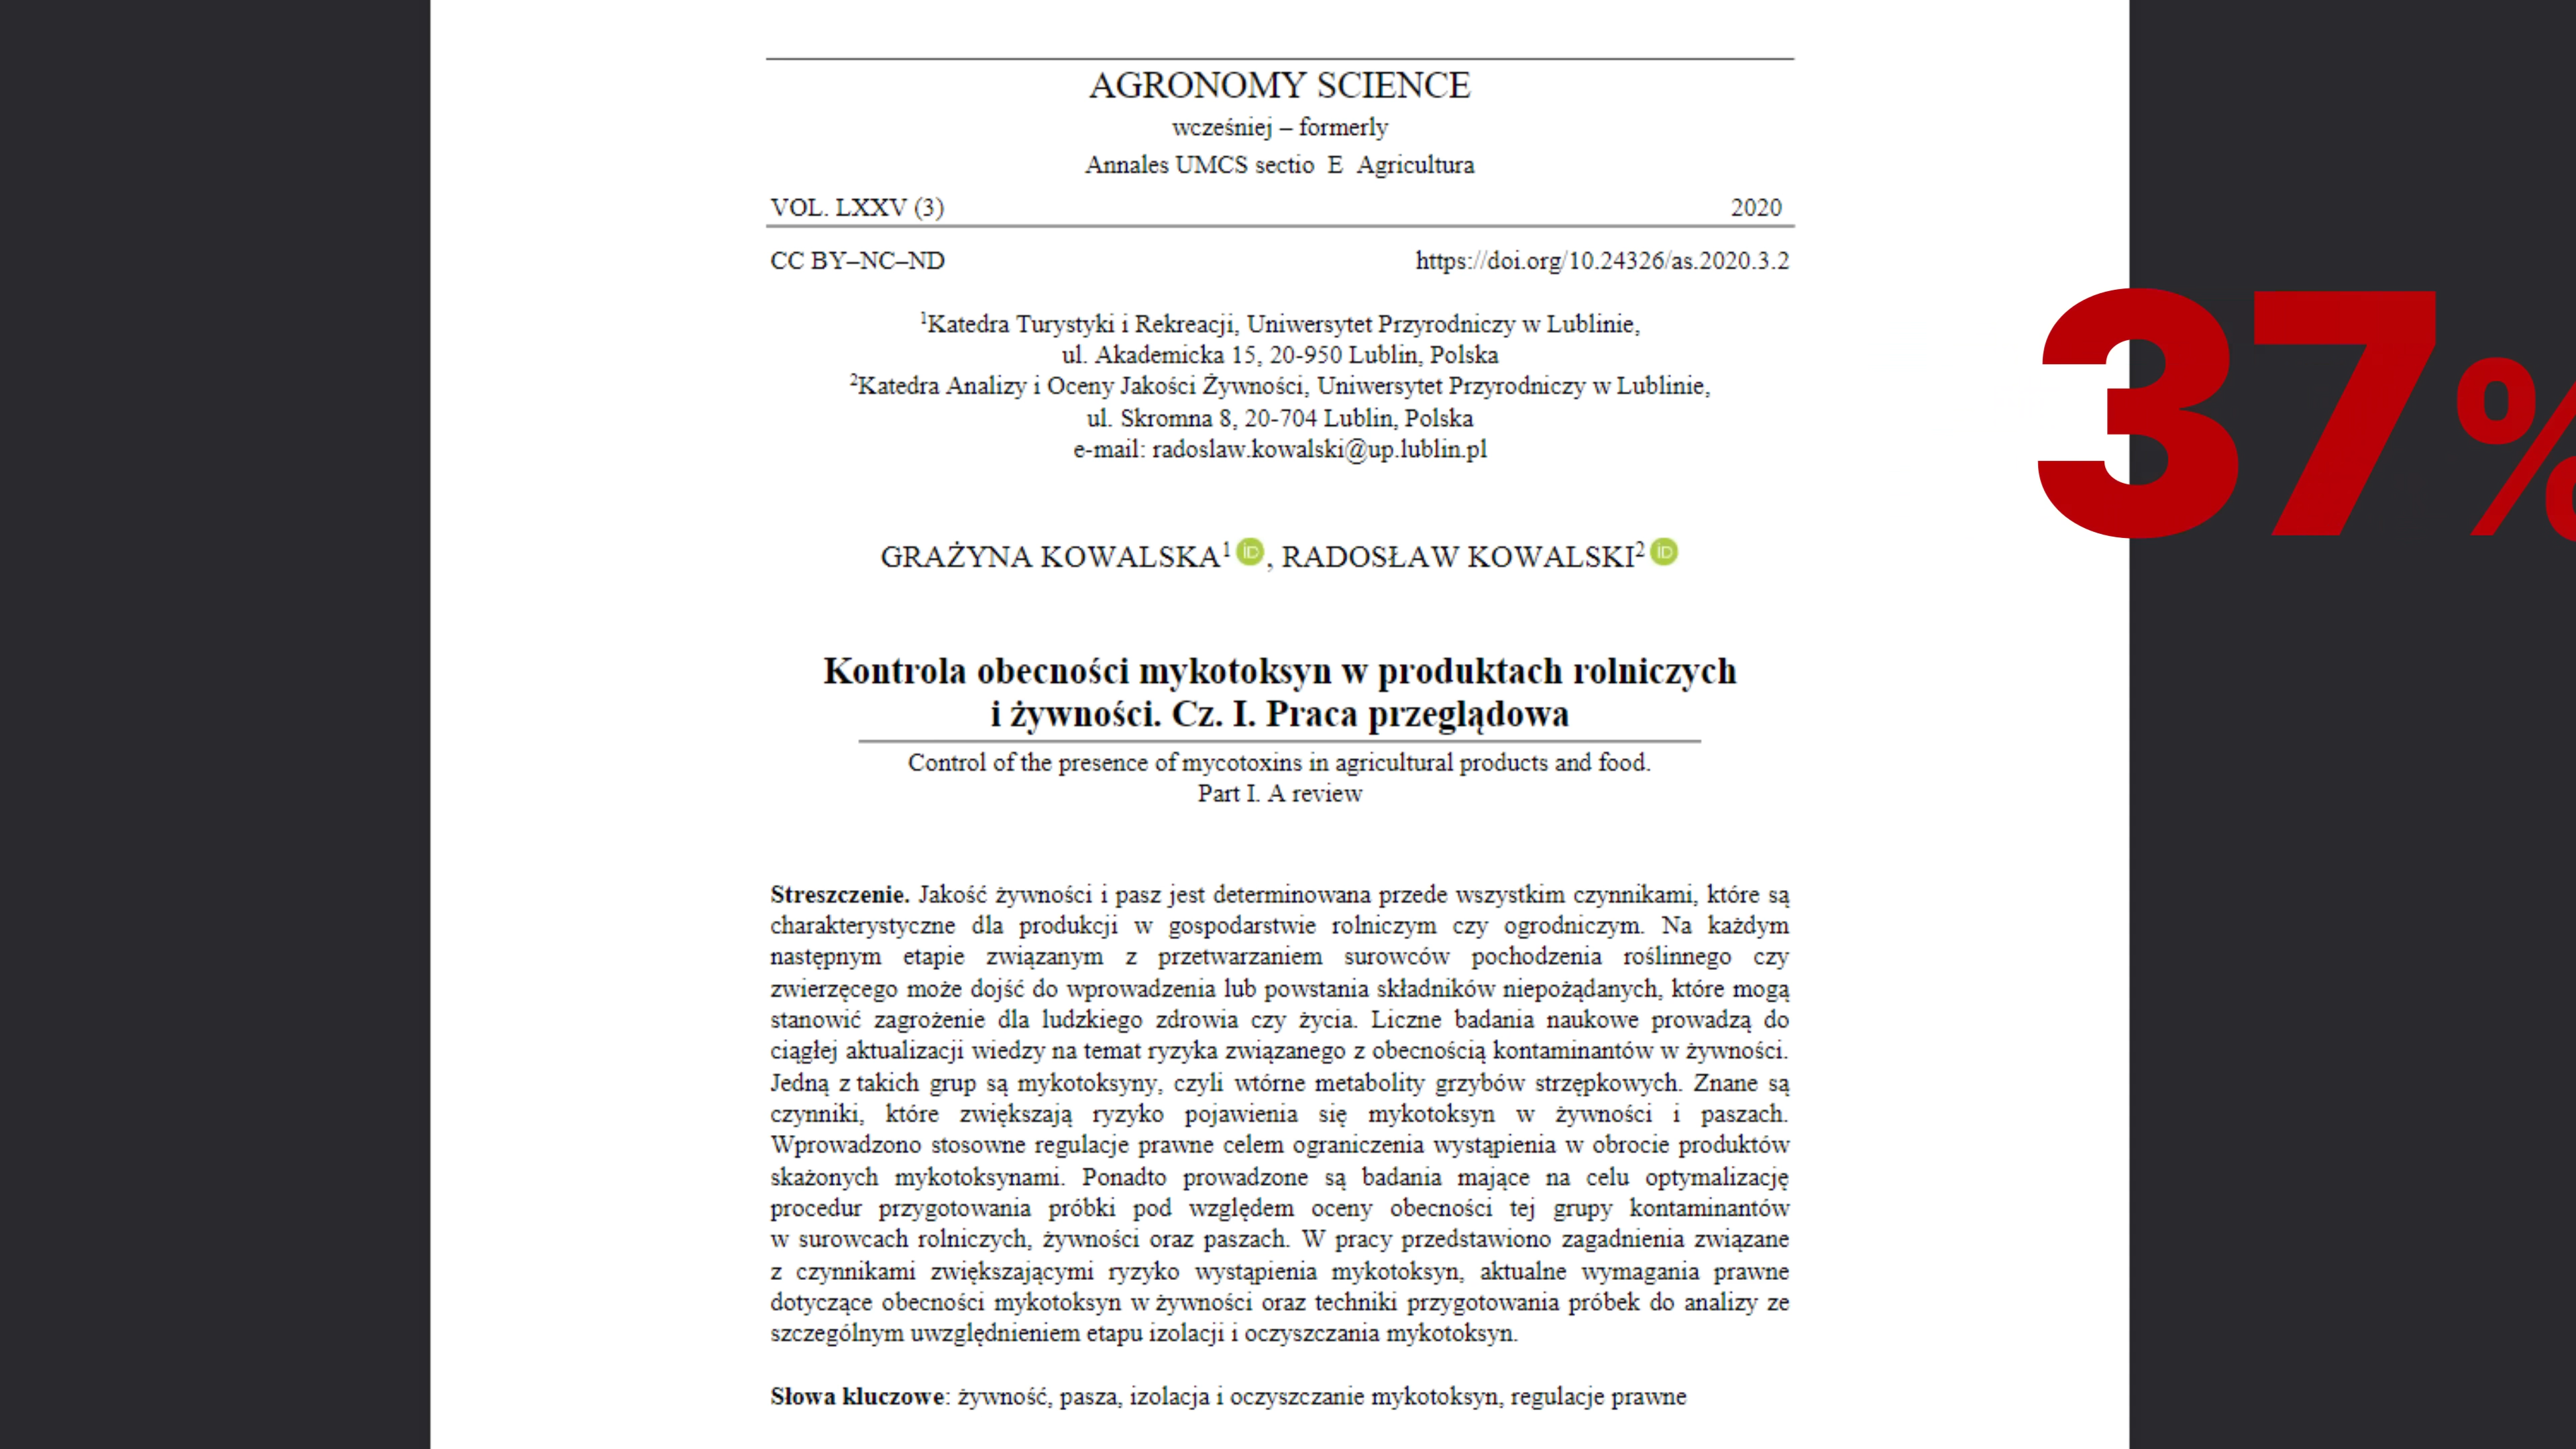 AGRONOMY SCIENCE
wcześniej – formerly
Annales UMCS sectio E Agricultura
VOL. LXXV (3) 2020
CC BY–NC–ND https://doi.org/10.24326/as.2020.3.2
¹Katedra Turystyki i Rekreacji, Uniwersytet Przyrodniczy w Lublinie,
ul. Akademicka 15, 20-950 Lublin, Polska
²Katedra Analizy i Oceny Jakości Żywności, Uniwersytet Przyrodniczy w Lublinie,
ul. Skromna 8, 20-704 Lublin, Polska
e-mail: radoslaw.kowalski@up.lublin.pl
37%
GRAŻYNA KOWALSKA¹ iD, RADOSŁAW KOWALSKI² iD
Kontrola obecności mykotoksyn w produktach rolniczych
i żywności. Cz. I. Praca przeglądowa
Control of the presence of mycotoxins in agricultural products and food.
Part I. A review
Streszczenie. Jakość żywności i pasz jest determinowana przede wszystkim czynnikami, które są
charakterystyczne dla produkcji w gospodarstwie rolniczym czy ogrodniczym. Na każdym
następnym etapie związanym z przetwarzaniem surowców pochodzenia roślinnego czy
zwierzęcego może dojść do wprowadzenia lub powstania składników niepożądanych, które mogą
stanowić zagrożenie dla ludzkiego zdrowia czy życia. Liczne badania naukowe prowadzą do
ciągłej aktualizacji wiedzy na temat ryzyka związanego z obecnością kontaminantów w żywności.
Jedną z takich grup są mykotoksyny, czyli wtórne metabolity grzybów strzępkowych. Znane są
czynniki, które zwiększają ryzyko pojawienia się mykotoksyn w żywności i paszach.
Wprowadzono stosowne regulacje prawne celem ograniczenia wystąpienia w obrocie produktów
skażonych mykotoksynami. Ponadto prowadzone są badania mające na celu optymalizację
procedur przygotowania próbki pod względem oceny obecności tej grupy kontaminantów
w surowcach rolniczych, żywności oraz paszach. W pracy przedstawiono zagadnienia związane
z czynnikami zwiększającymi ryzyko wystąpienia mykotoksyn, aktualne wymagania prawne
dotyczące obecności mykotoksyn w żywności oraz techniki przygotowania próbek do analizy ze
szczególnym uwzględnieniem etapu izolacji i oczyszczania mykotoksyn.
Słowa kluczowe: żywność, pasza, izolacja i oczyszczanie mykotoksyn, regulacje prawne